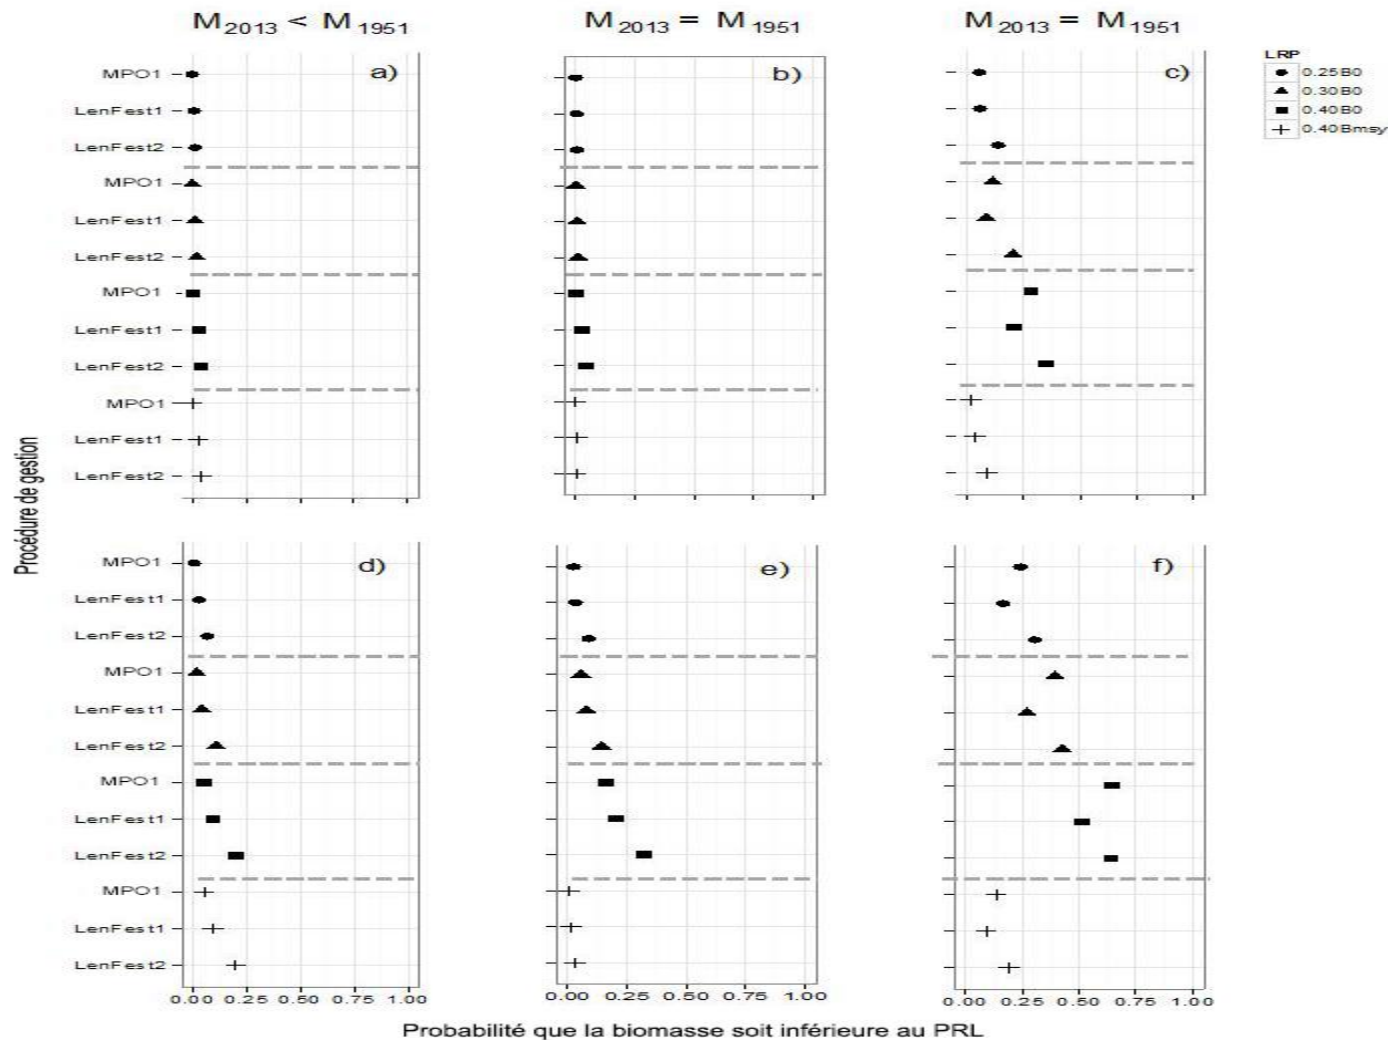 M2013 < M1951
M2013 = M1951
M2013 = M1951
a)
b)
c)
LRP
0.25B0
0.30B0
0.40B0
0.40Bmsy
MPO1
LenFest1
LenFest2
MPO1
LenFest1
LenFest2
MPO1
LenFest1
LenFest2
MPO1
LenFest1
LenFest2
Procédure de gestion
d)
e)
f)
MPO1
LenFest1
LenFest2
MPO1
LenFest1
LenFest2
MPO1
LenFest1
LenFest2
MPO1
LenFest1
LenFest2
0.00 0.25 0.50 0.75 1.00
0.00 0.25 0.50 0.75 1.00
0.00 0.25 0.50 0.75 1.00
Probabilité que la biomasse soit inférieure au PRL